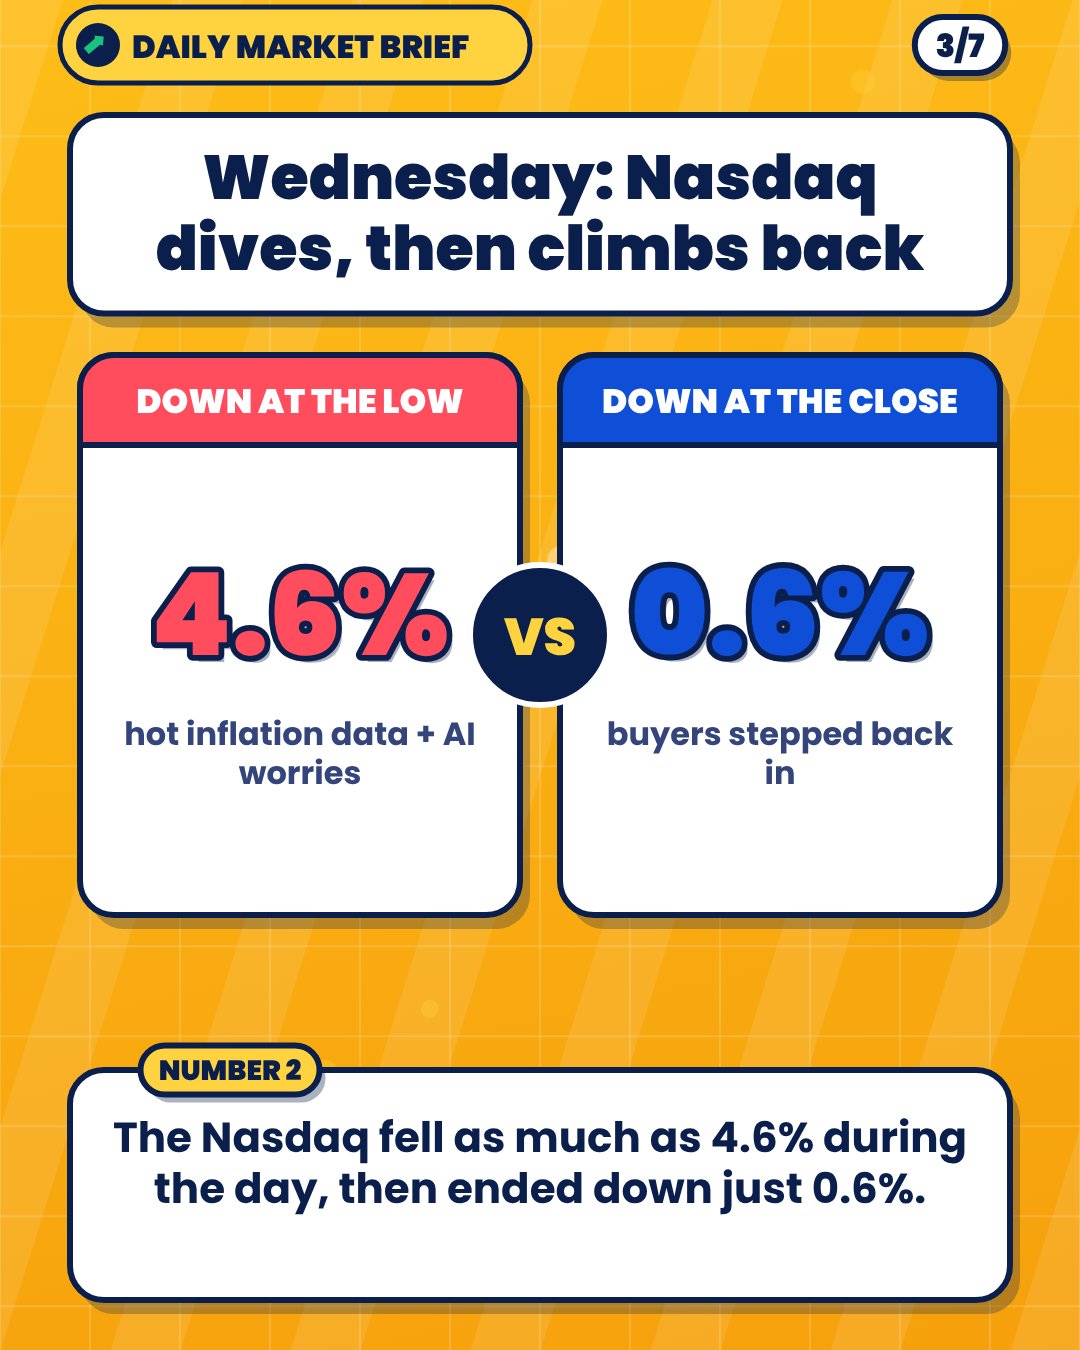 DAILY MARKET BRIEF
3/7
Wednesday: Nasdaq
dives, then climbs back
DOWN AT THE LOW
4.6%
hot inflation data + AI
worries
VS
DOWN AT THE CLOSE
0.6%
buyers stepped back
in
NUMBER 2
The Nasdaq fell as much as 4.6% during
the day, then ended down just 0.6%.